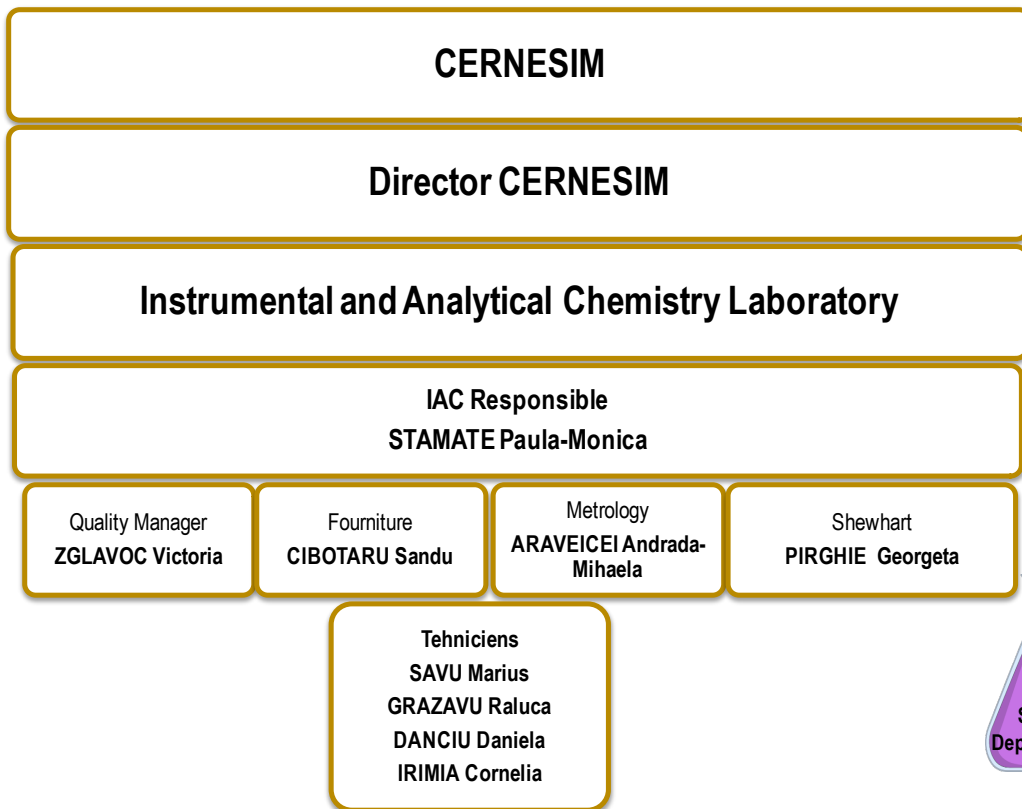 CERNESIM
Director CERNESIM
Instrumental and Analytical Chemistry Laboratory
IAC Responsible
STAMATE Paula-Monica
Quality Manager
ZGLAVOC Victoria
Fourniture
CIBOTARU Sandu
Metrology
ARAVEICEI Andrada-
Mihaela
Shewhart
PIRGHIE Georgeta
Tehniciens
SAVU Marius
GRAZAVU Raluca
DANCIU Daniela
IRIMIA Cornelia
S
Dep